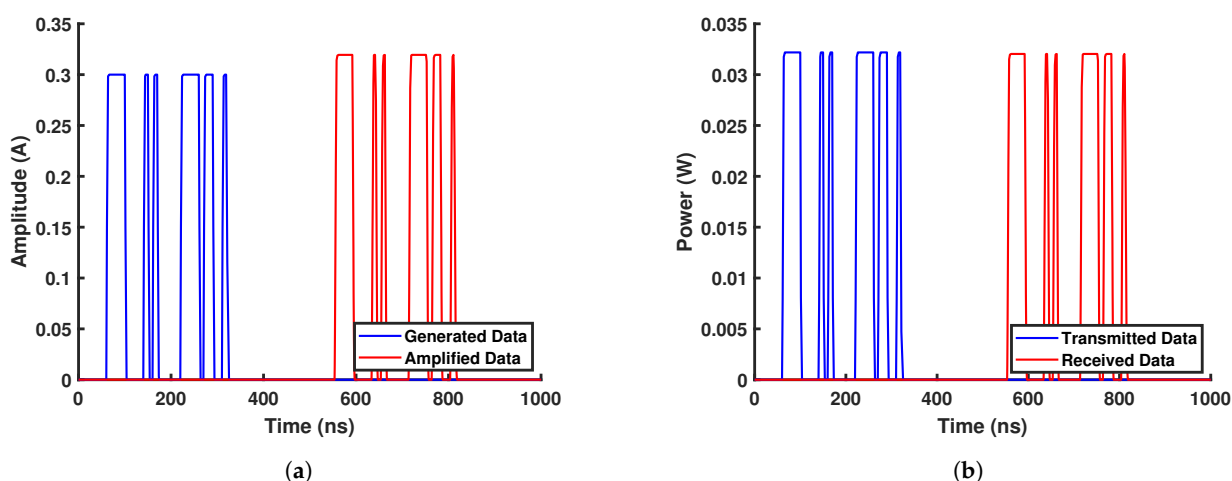 0.35
0.3
0.25
0.2
0.15
0.1
0.05
0
Amplitude (A)
0 200 400 600 800 1000
Time (ns)
Generated Data
Amplified Data
(a)
0.035
0.03
0.025
0.02
0.015
0.01
0.005
0
Power (W)
0 200 400 600 800 1000
Time (ns)
Transmitted Data
Received Data
(b)